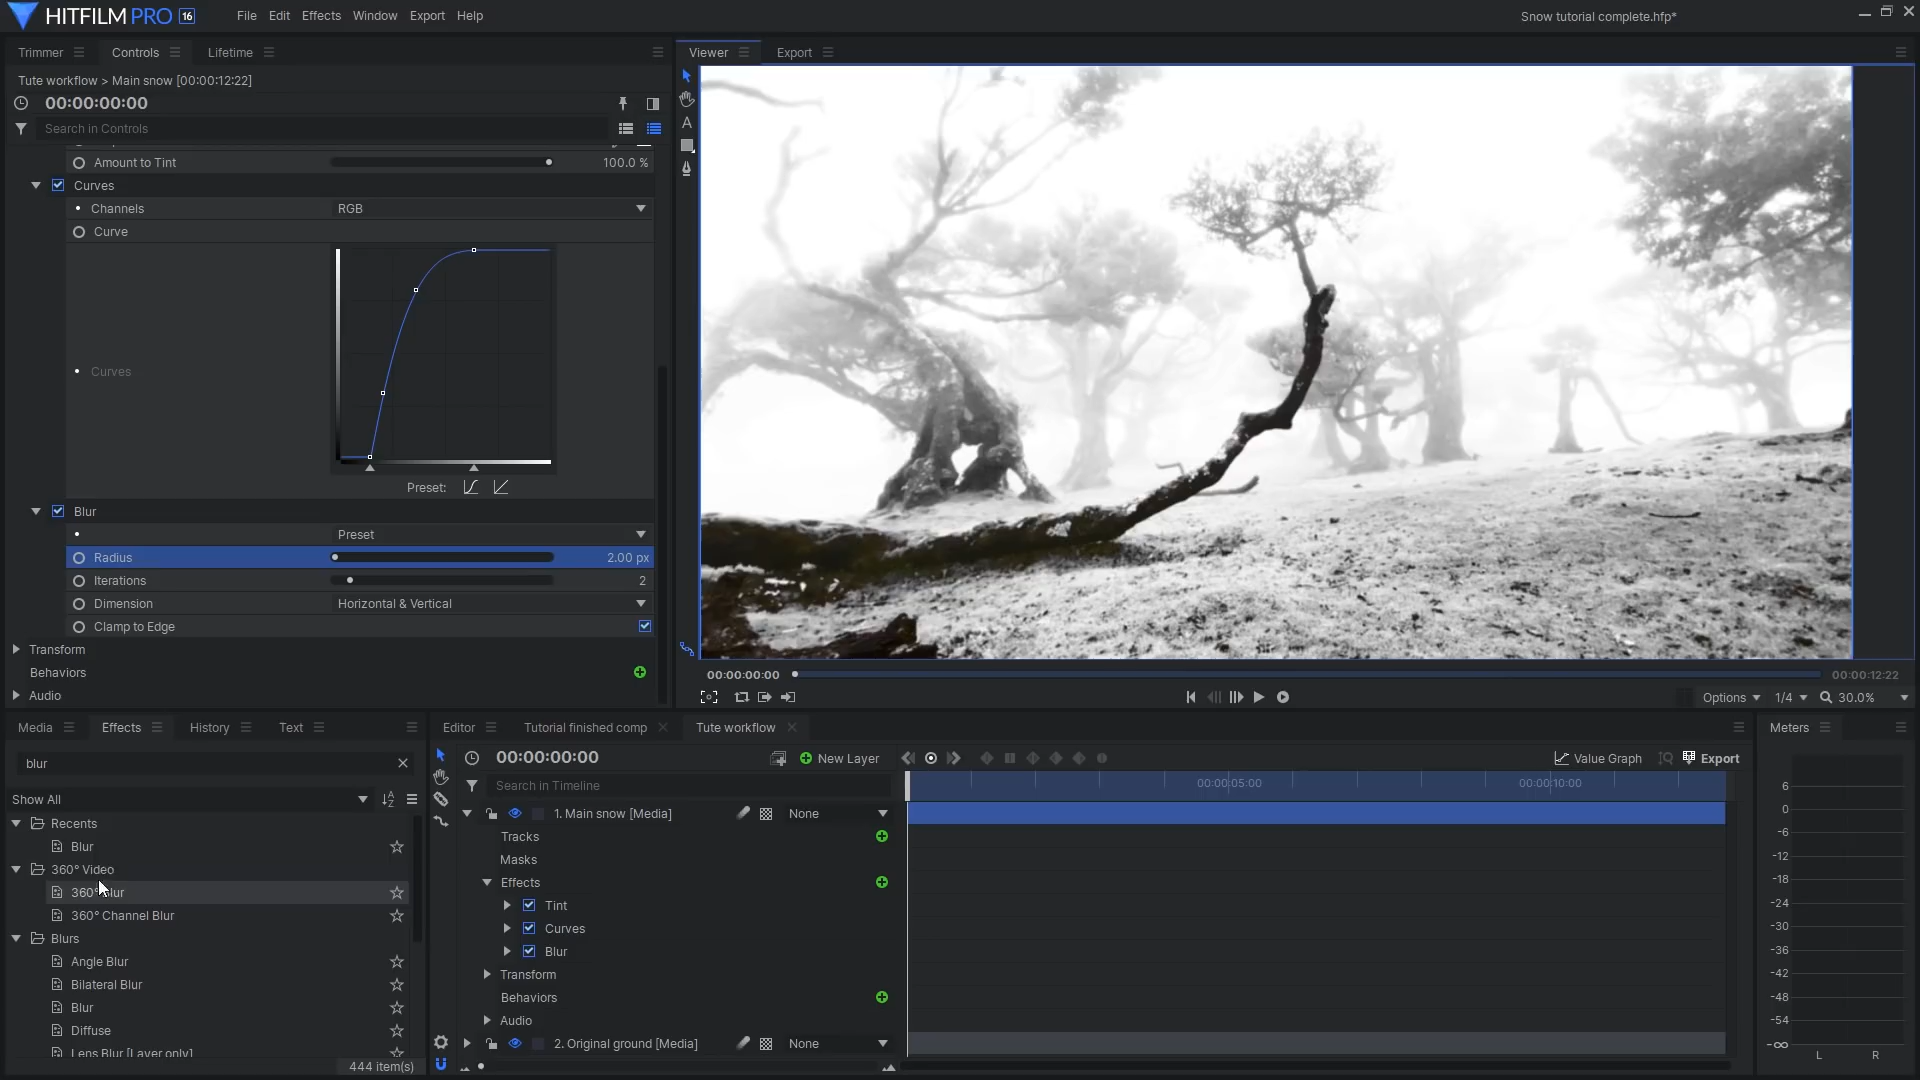 HITFILM PRO 16
File Edit Effects Window Export Help
Snow tutorial complete.hfp*
Trimmer Controls Lifetime
Viewer Export
Tute workflow > Main snow [00:00:12:22]
00:00:00:00
Search in Controls
Amount to Tint 100.0 %
Curves
Channels RGB
Curve
Curves
Preset:
Blur
Preset
Radius 2.00 px
Iterations 2
Dimension Horizontal & Vertical
Clamp to Edge
Transform
Behaviors
Audio
A
00:00:00:00 00:00:12:22
Options 1/4 30.0%
Media Effects History Text
blur
Show All
Recents
Blur
360° Video
360° Blur
360° Channel Blur
Blurs
Angle Blur
Bilateral Blur
Blur
Diffuse
Lens Blur [Layer only]
444 item(s)
Editor Tutorial finished comp Tute workflow
00:00:00:00 New Layer Value Graph Export
Search in Timeline 00:00:05:00 00:00:10:00
1. Main snow [Media] None
Tracks
Masks
Effects
Tint
Curves
Blur
Transform
Behaviors
Audio
2. Original ground [Media] None
Meters
6
0
-6
-12
-18
-24
-30
-36
-42
-48
-54
-∞
L R